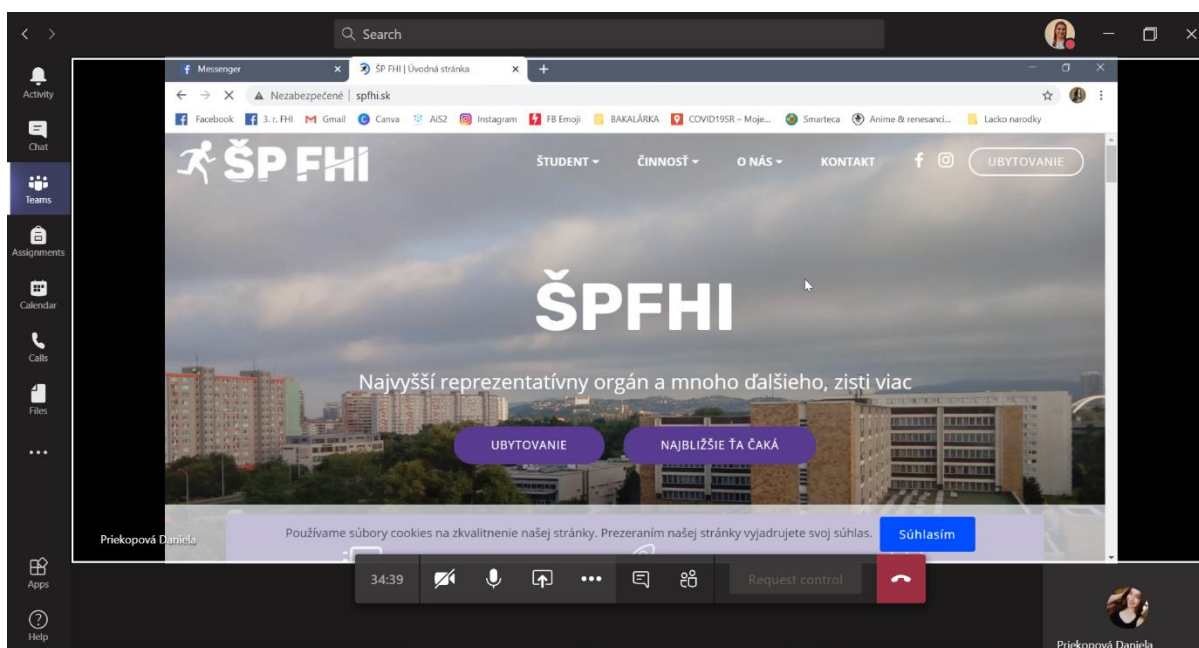 Search
Activity
Chat
Teams
Assignments
Calendar
Calls
Files
Apps
Help
Messenger
ŠP FHI | Úvodná stránka
Nezabezpečené | spfhi.sk
Facebook 3. r. FHI Gmail Canva AiS2 Instagram FB Emoji BAKALÁRKA COVID19SR – Moje... Smarteca Anime & renesanci... Lacko narodky
ŠP FHI
ŠTUDENT ČINNOSŤ O NÁS KONTAKT UBYTOVANIE
ŠPFHI
Najvyšší reprezentatívny orgán a mnoho ďalšieho, zisti viac
UBYTOVANIE NAJBLIŽŠIE ŤA ČAKÁ
Používame súbory cookies na zkvalitnenie našej stránky. Prezeraním našej stránky vyjadrujete svoj súhlas. Súhlasím
Priekopová Daniela
34:39 Request control
Priekopová Daniela